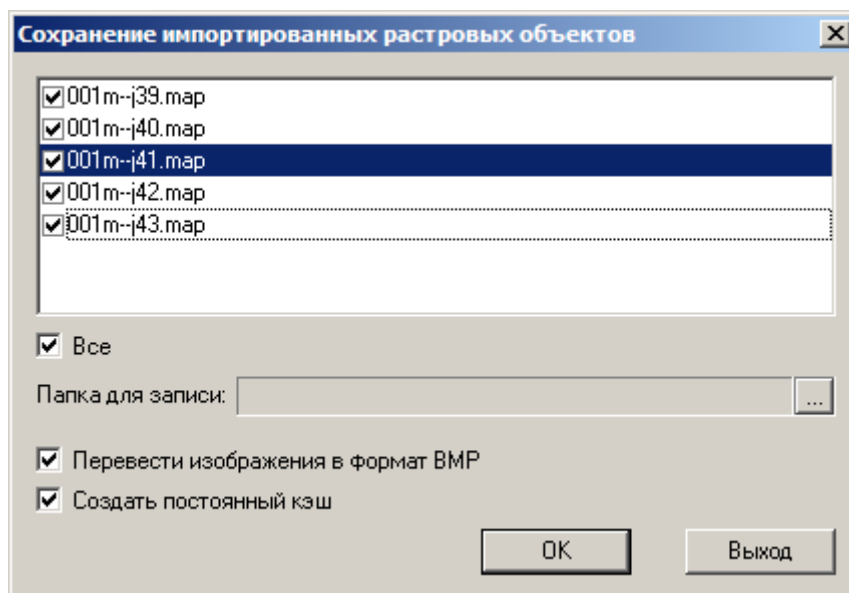 Сохранение импортированных растровых объектов
001m--j39.map
001m--j40.map
001m--j41.map
001m--j42.map
001m--j43.map
Все
Папка для записи: ...
Перевести изображения в формат BMP
Создать постоянный кэш
OK Выход